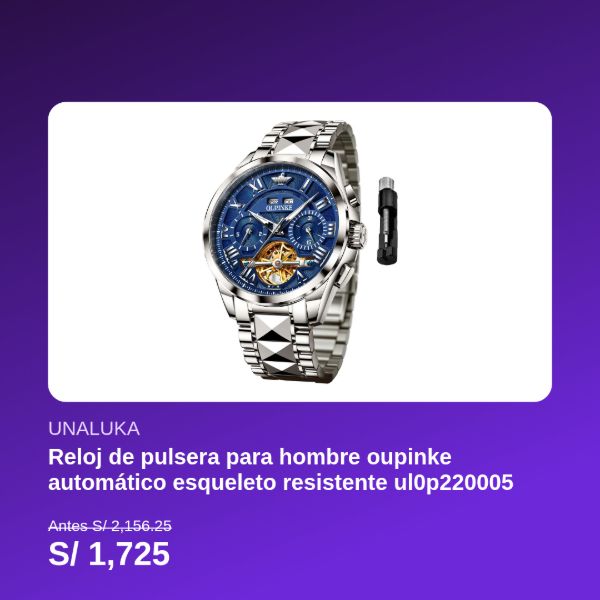 OUPINKE
UNALUKA
Reloj de pulsera para hombre oupinke
automático esqueleto resistente ul0p220005
Antes S/ 2,156.25
S/ 1,725